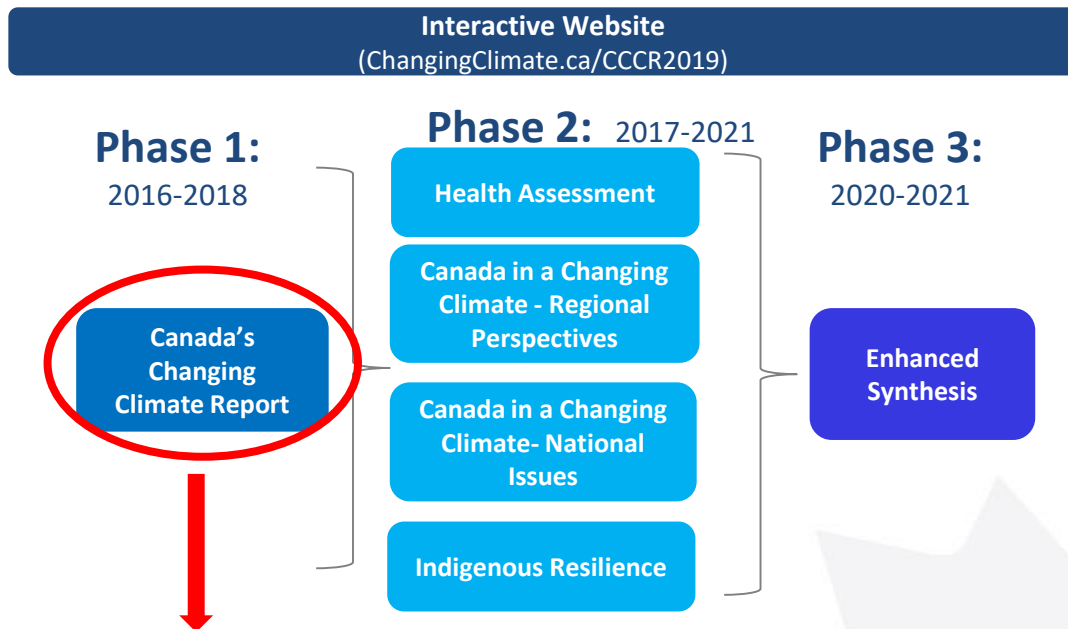 Interactive Website
(ChangingClimate.ca/CCCR2019)
Phase 1:
2016-2018
Canada’s
Changing
Climate Report
Phase 2: 2017-2021
Health Assessment
Canada in a Changing
Climate - Regional
Perspectives
Canada in a Changing
Climate- National
Issues
Indigenous Resilience
Phase 3:
2020-2021
Enhanced
Synthesis